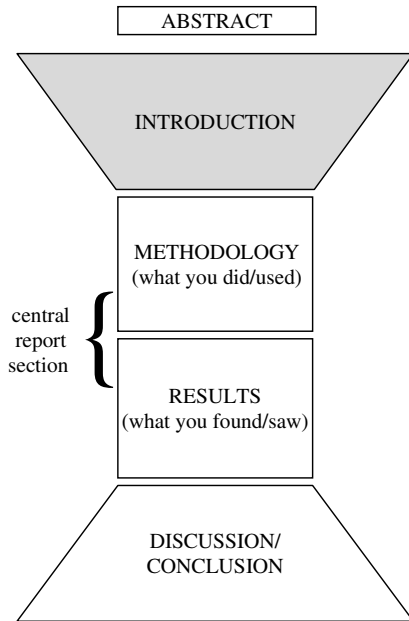 ABSTRACT
INTRODUCTION
METHODOLOGY
(what you did/used)
central
report
section
RESULTS
(what you found/saw)
DISCUSSION/
CONCLUSION